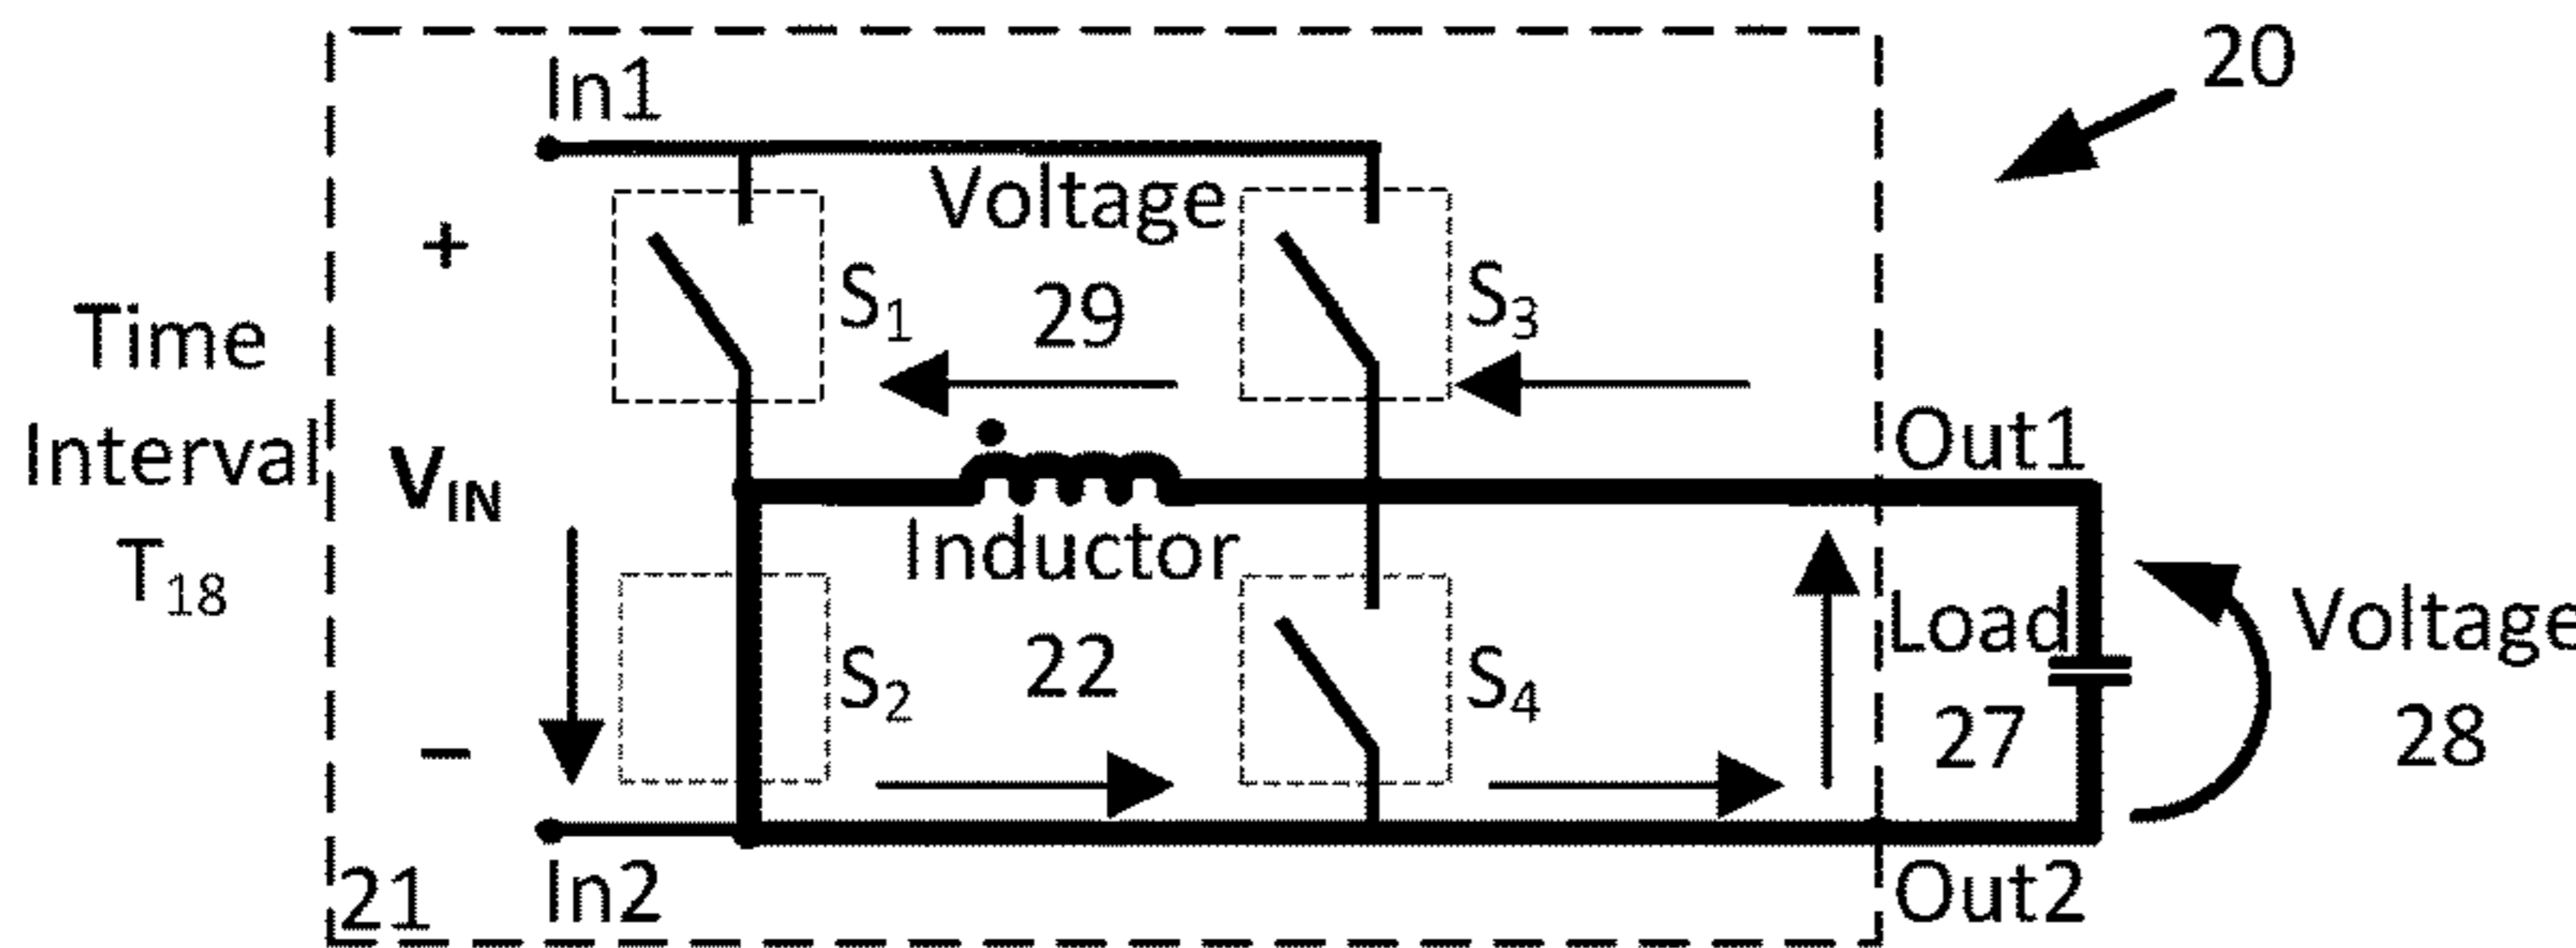 20
In1
Voltage
29
+
S1
S3
Time
Interval
T18
VIN
Out1
Inductor
22
S2
S4
Load
27
Voltage
28
−
21
In2
Out2